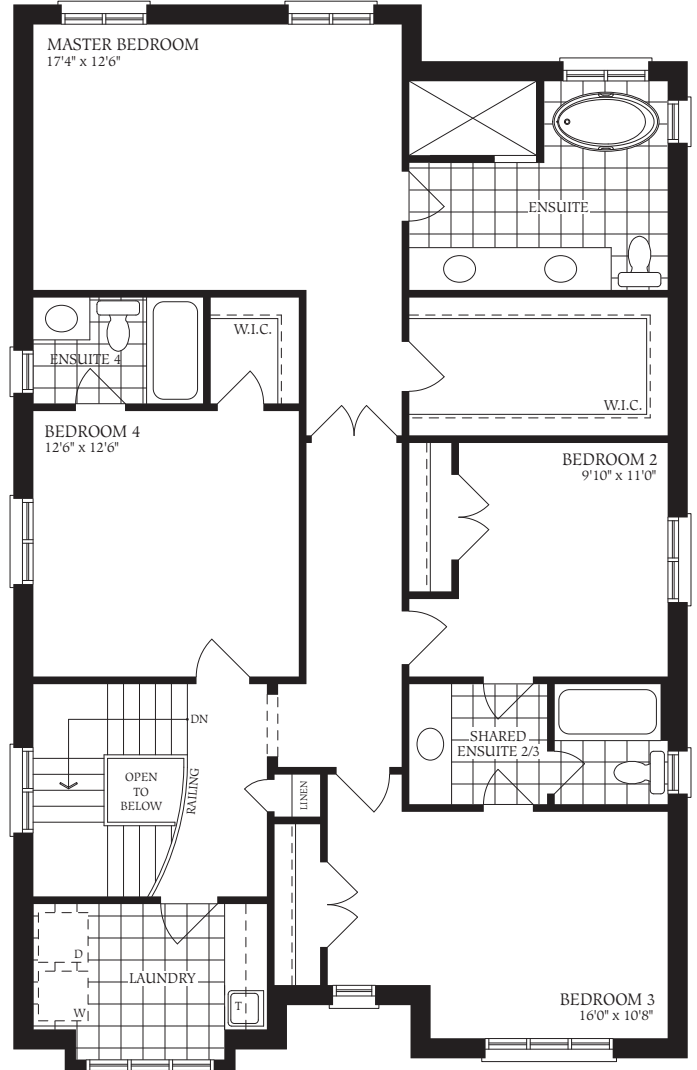 MASTER BEDROOM
17'4" x 12'6"
ENSUITE
W.I.C.
ENSUITE 4
W.I.C.
BEDROOM 4
12'6" x 12'6"
BEDROOM 2
9'10" x 11'0"
DN
OPEN
TO
BELOW
RAILING
SHARED
ENSUITE 2/3
LINEN
D
W
LAUNDRY
T
BEDROOM 3
16'0" x 10'8"